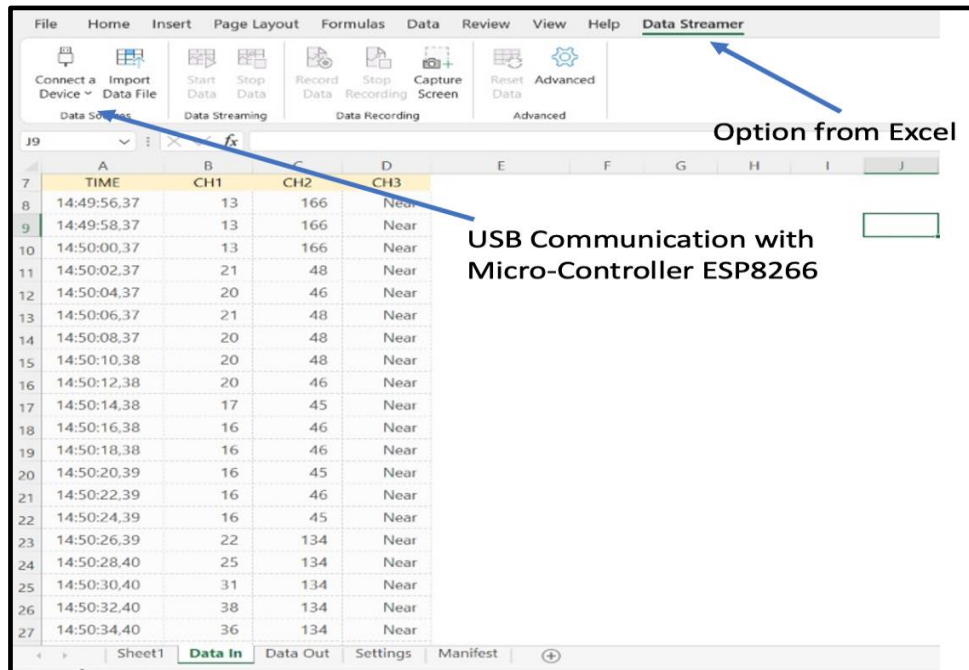 File Home Insert Page Layout Formulas Data Review View Help Data Streamer
Connect a Device Import Data File Start Data Stop Data Record Data Stop Recording Capture Screen Reset Data Advanced
Data Sources Data Streaming Data Recording Advanced
Option from Excel
J9 fx
A B C D E F G H I J
7 TIME CH1 CH2 CH3
8 14:49:56,37 13 166 Near
9 14:49:58,37 13 166 Near
10 14:50:00,37 13 166 Near
11 14:50:02,37 21 48 Near
12 14:50:04,37 20 46 Near
13 14:50:06,37 21 48 Near
14 14:50:08,37 20 48 Near
15 14:50:10,38 20 48 Near
16 14:50:12,38 20 46 Near
17 14:50:14,38 17 45 Near
18 14:50:16,38 16 46 Near
19 14:50:18,38 16 46 Near
20 14:50:20,39 16 45 Near
21 14:50:22,39 16 46 Near
22 14:50:24,39 16 45 Near
23 14:50:26,39 22 134 Near
24 14:50:28,40 25 134 Near
25 14:50:30,40 31 134 Near
26 14:50:32,40 38 134 Near
27 14:50:34,40 36 134 Near
USB Communication with
Micro-Controller ESP8266
Sheet1 Data In Data Out Settings Manifest